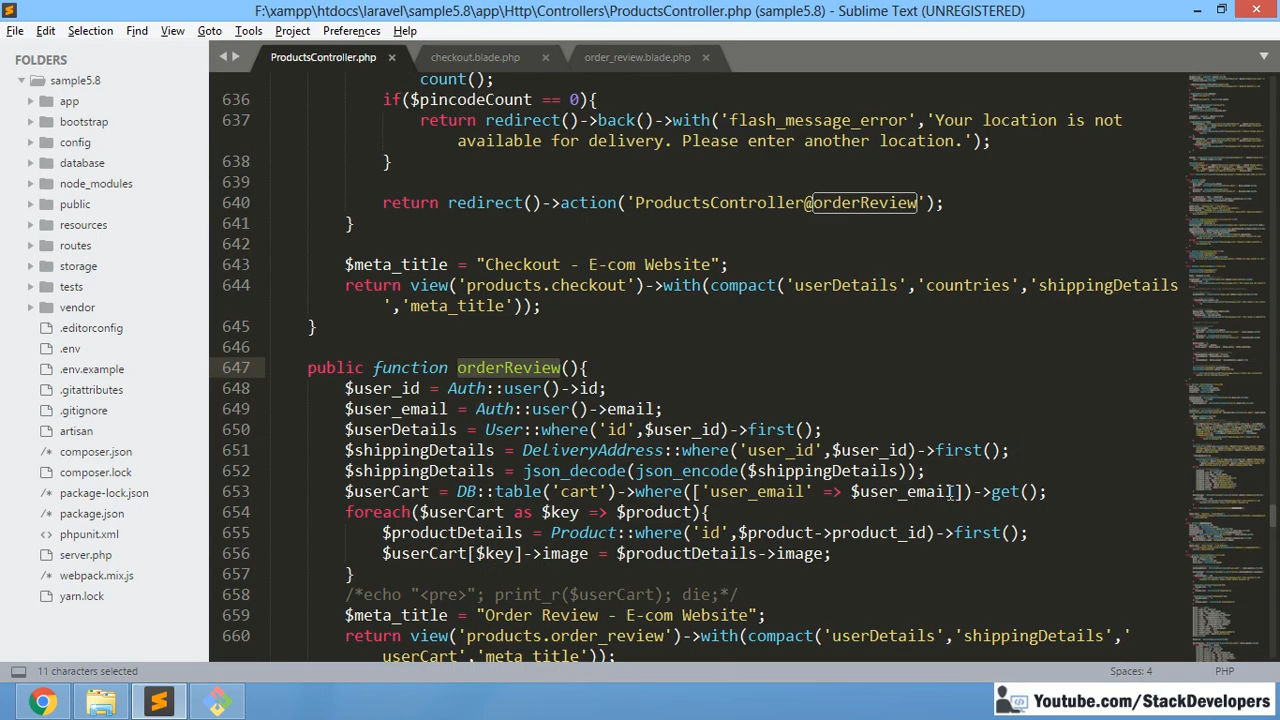 F:\xampp\htdocs\laravel\sample5.8\app\Http\Controllers\ProductsController.php (sample5.8) - Sublime Text (UNREGISTERED)
File Edit Selection Find View Goto Tools Project Preferences Help
FOLDERS
sample5.8
app
bootstrap
config
database
node_modules
public
resources
routes
storage
tests
vendor
.editorconfig
.env
.env.example
.gitattributes
.gitignore
artisan
composer.json
composer.lock
package-lock.json
package.json
phpunit.xml
server.php
webpack.mix.js
yarn.lock
ProductsController.php × checkout.blade.php × order_review.blade.php ×
count();
636 if($pincodeCount == 0){
637 return redirect()->back()->with('flash_message_error','Your location is not
available for delivery. Please enter another location.');
638 }
639
640 return redirect()->action('ProductsController@orderReview');
641 }
642
643 $meta_title = "Checkout - E-com Website";
644 return view('products.checkout')->with(compact('userDetails','countries','shippingDetails
','meta_title'));
645 }
646
647 public function orderReview(){
648 $user_id = Auth::user()->id;
649 $user_email = Auth::user()->email;
650 $userDetails = User::where('id',$user_id)->first();
651 $shippingDetails = DeliveryAddress::where('user_id',$user_id)->first();
652 $shippingDetails = json_decode(json_encode($shippingDetails));
653 $userCart = DB::table('cart')->where(['user_email' => $user_email])->get();
654 foreach($userCart as $key => $product){
655 $productDetails = Product::where('id',$product->product_id)->first();
656 $userCart[$key]->image = $productDetails->image;
657 }
658 /*echo "<pre>"; print_r($userCart); die;*/
659 $meta_title = "Order Review - E-com Website";
660 return view('products.order_review')->with(compact('userDetails','shippingDetails','
userCart','meta_title'));
11 characters selected
Spaces: 4
PHP
Youtube.com/StackDevelopers